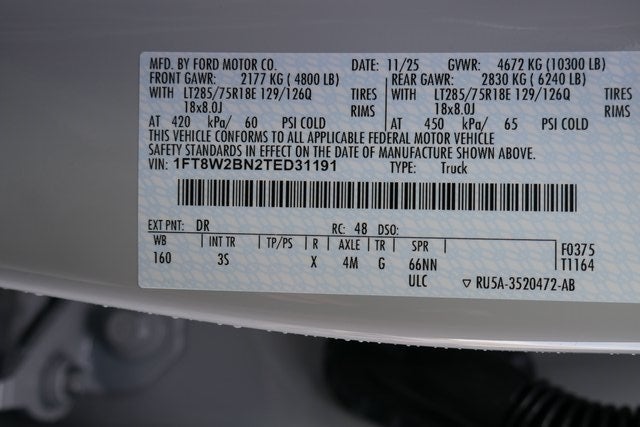 MFD. BY FORD MOTOR CO. DATE: 11/25 GVWR: 4672 KG (10300 LB)
FRONT GAWR: 2177 KG (4800 LB) REAR GAWR: 2830 KG (6240 LB)
WITH LT285/75R18E 129/126Q TIRES WITH LT285/75R18E 129/126Q TIRES
18x8.0J RIMS 18x8.0J RIMS
AT 420 kPa/ 60 PSI COLD AT 450 kPa/ 65 PSI COLD
THIS VEHICLE CONFORMS TO ALL APPLICABLE FEDERAL MOTOR VEHICLE
SAFETY STANDARDS IN EFFECT ON THE DATE OF MANUFACTURE SHOWN ABOVE.
VIN: 1FT8W2BN2TED31191 TYPE: Truck
EXT PNT: DR RC: 48 DSO:
WB INT TR TP/PS R AXLE TR SPR F0375
160 3S X 4M G 66NN T1164
ULC ▽ RU5A-3520472-AB